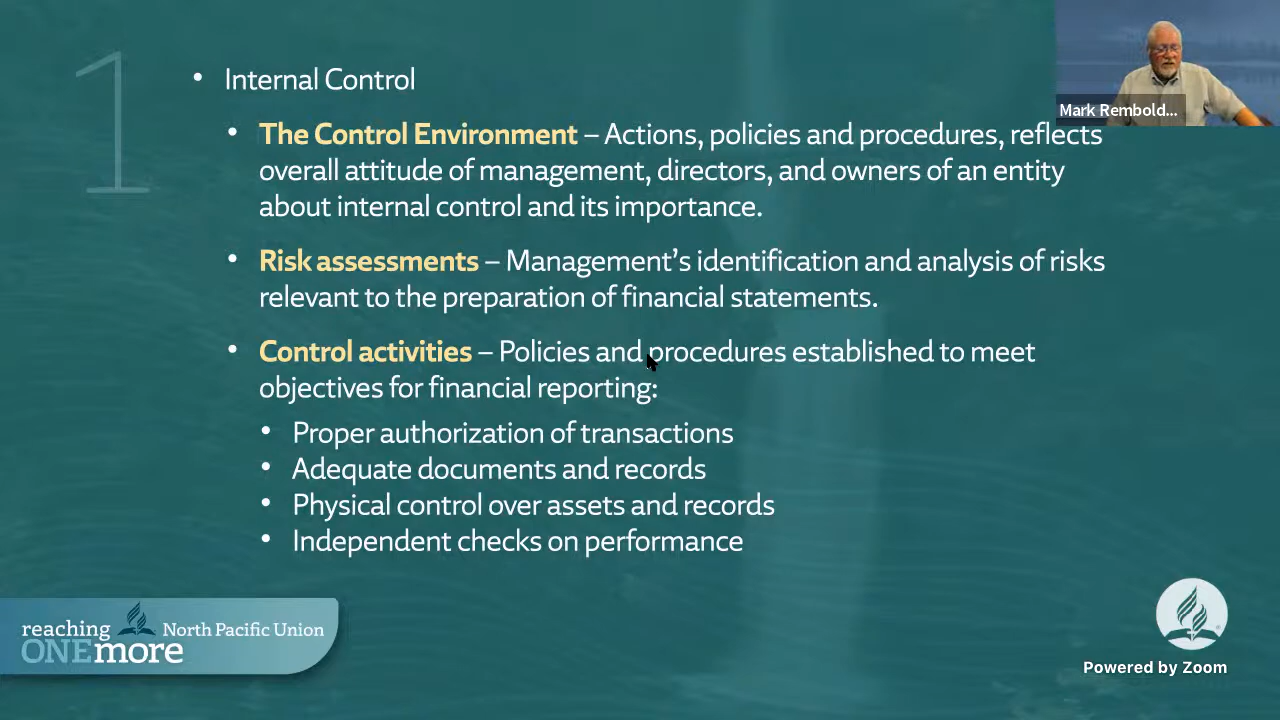 1
• Internal Control
• The Control Environment – Actions, policies and procedures, reflects
overall attitude of management, directors, and owners of an entity
about internal control and its importance.
• Risk assessments – Management’s identification and analysis of risks
relevant to the preparation of financial statements.
• Control activities – Policies and procedures established to meet
objectives for financial reporting:
• Proper authorization of transactions
• Adequate documents and records
• Physical control over assets and records
• Independent checks on performance
Mark Rembold...
reaching
ONEmore
North Pacific Union
Powered by Zoom